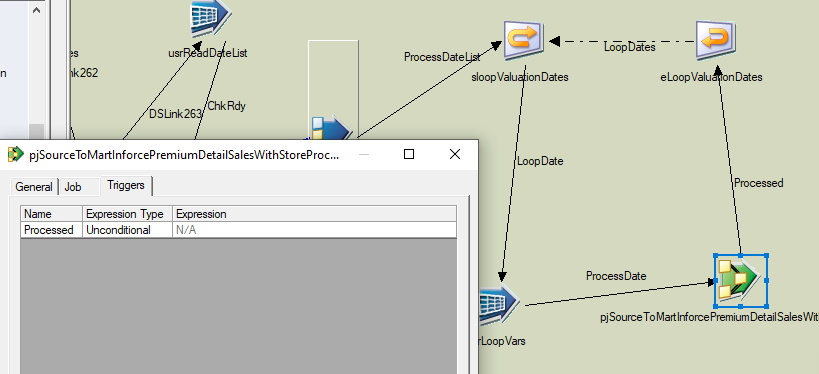 usrReadDateList
es
n
nk262
DSLink263
ChkRdy
ProcessDateList
sloopValuationDates
LoopDates
eLoopValuationDates
LoopDate
Processed
ProcessDate
rLoopVars
pjSourceToMartInforcePremiumDetailSalesWith
pjSourceToMartInforcePremiumDetailSalesWithStoreProc...
General Job Triggers
Name Expression Type Expression
Processed Unconditional N/A